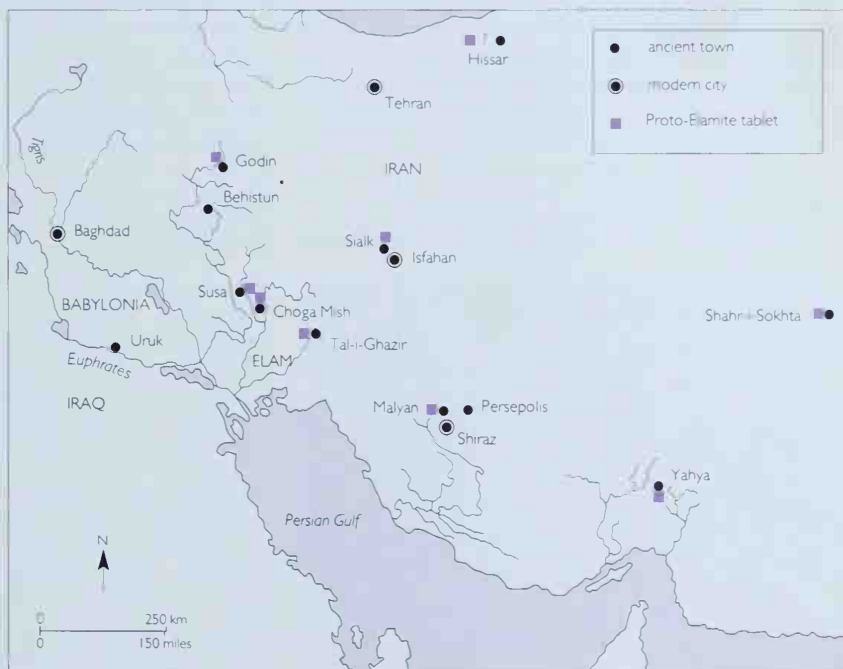 ?
Hissar
ancient town
modern city
Proto-Elamite tablet
Tehran
Tigris
Godin
IRAN
Behistun
Baghdad
Sialk
Isfahan
Susa
BABYLONIA
Choga Mish
Shahr-i-Sokhta
Uruk
Tal-i-Ghazir
Euphrates
ELAM
IRAQ
Malyan
Persepolis
Shiraz
Yahya
Persian Gulf
N
0 250 km
0 150 miles